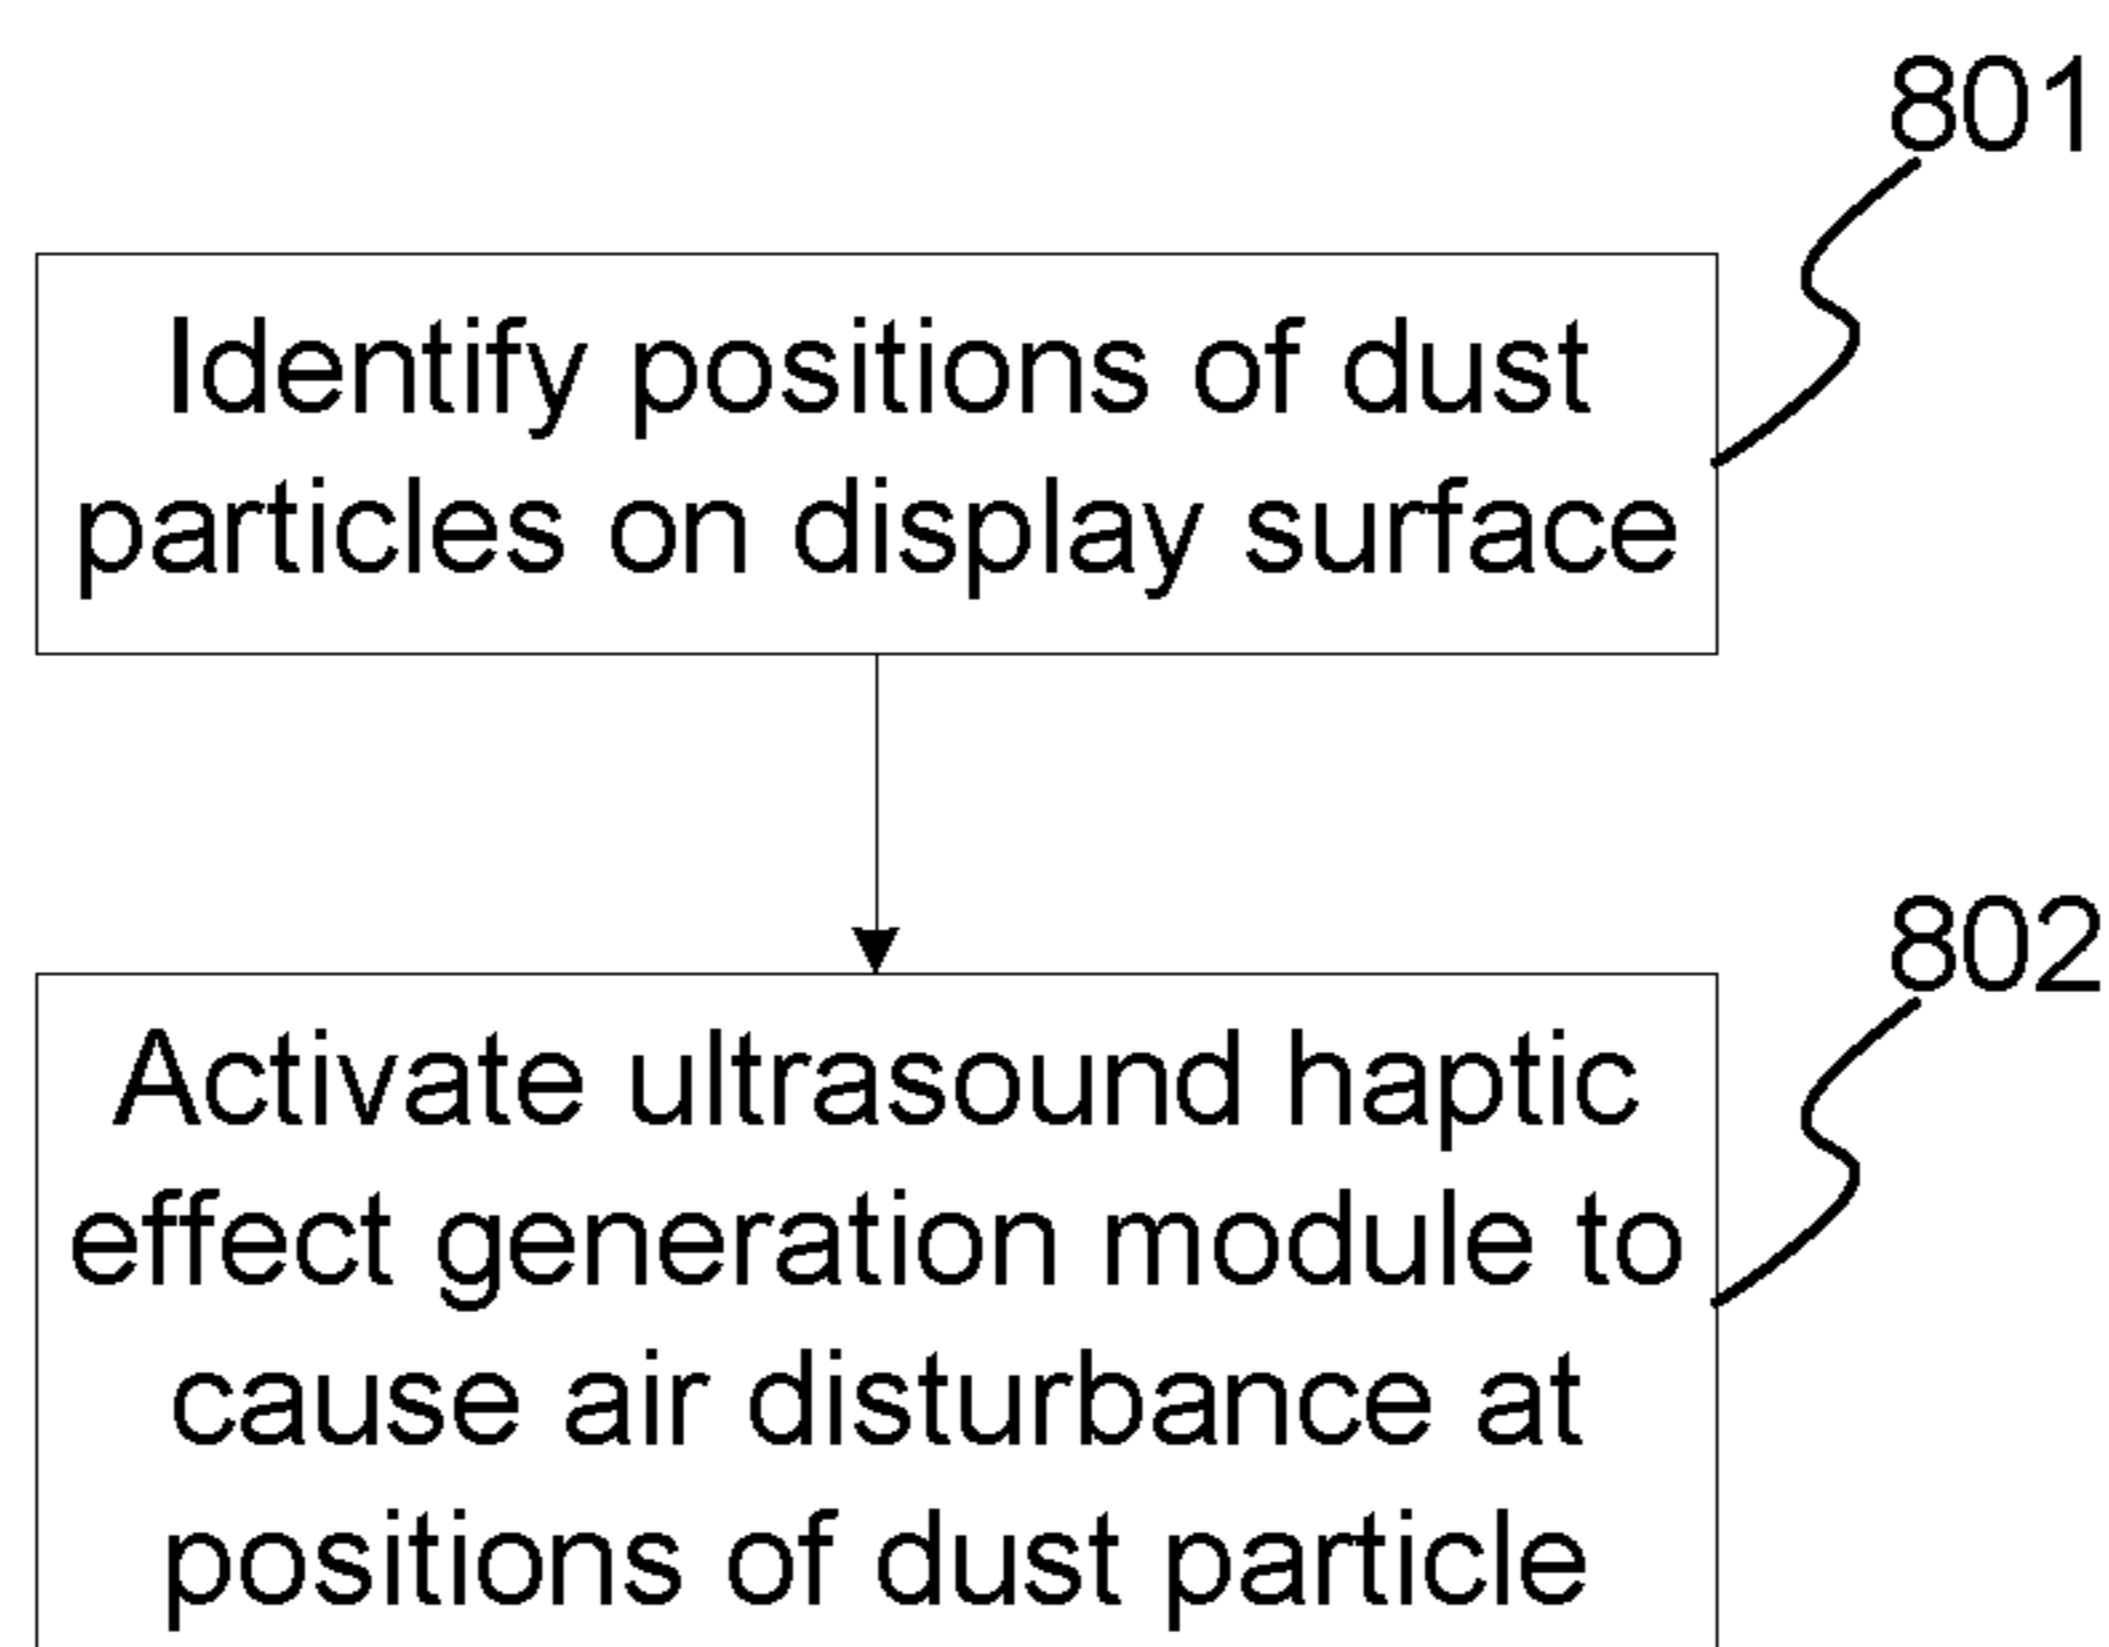 801
Identify positions of dust
particles on display surface
802
Activate ultrasound haptic
effect generation module to
cause air disturbance at
positions of dust particle